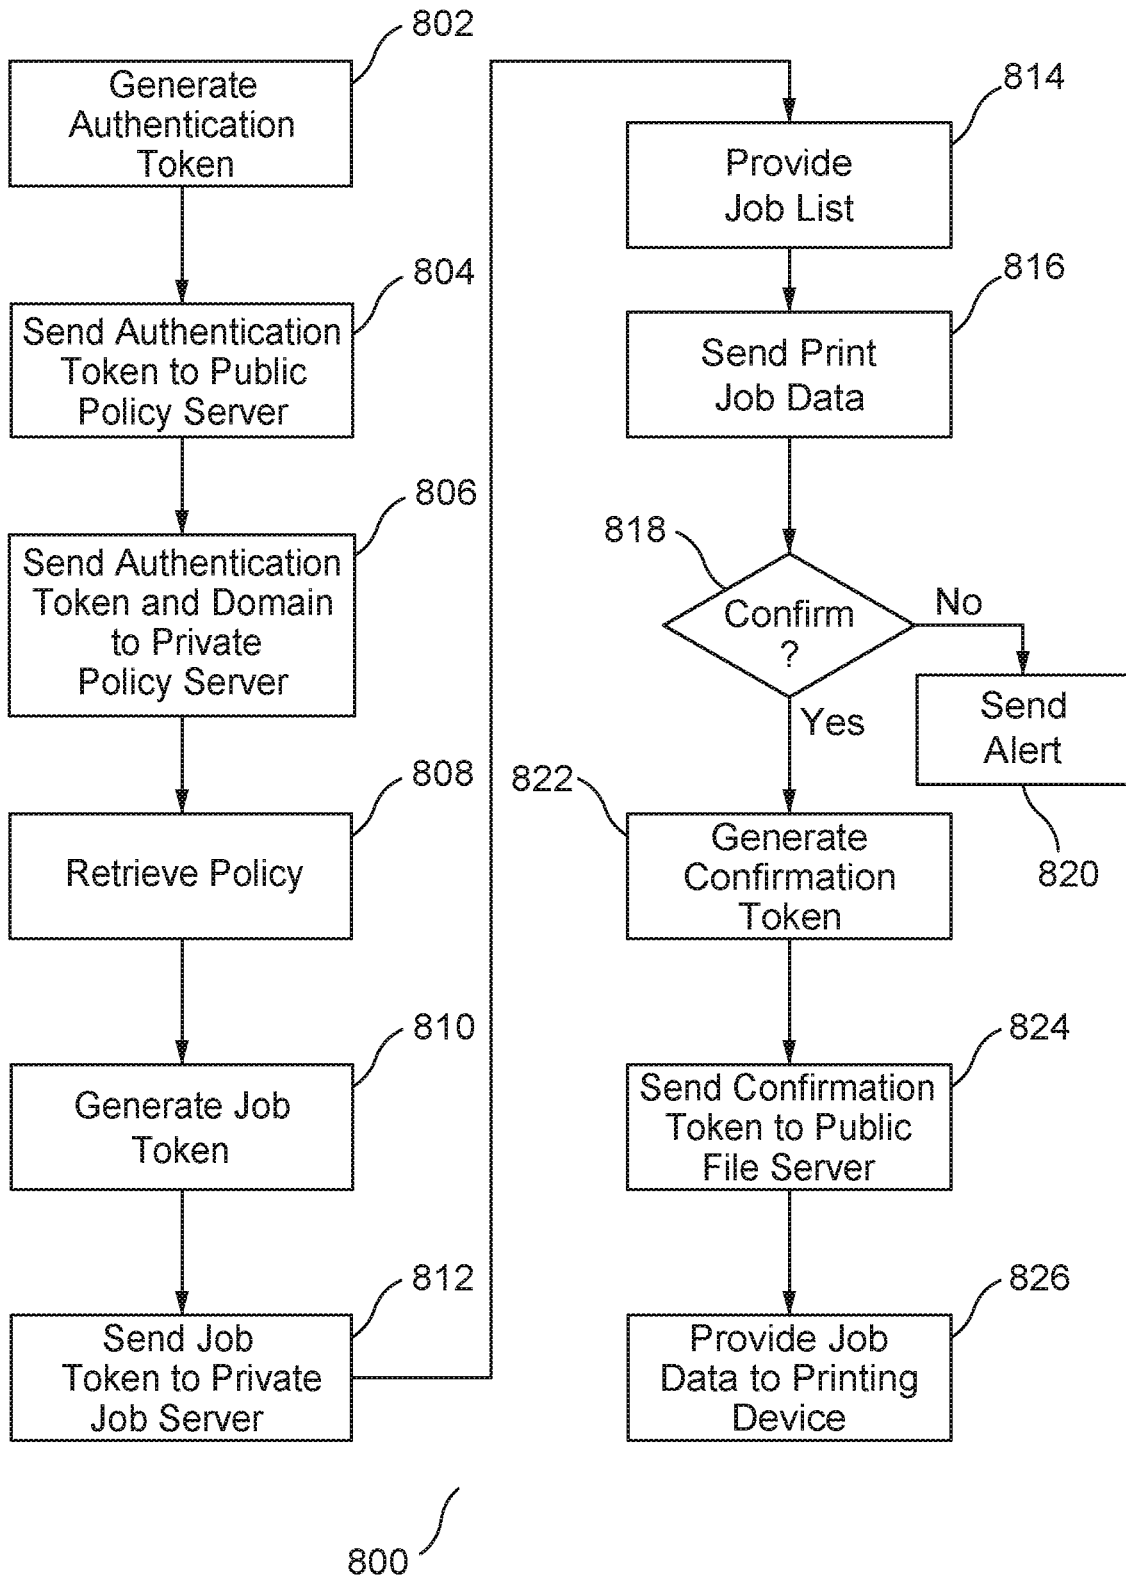 802
Generate
Authentication
Token
804
Send Authentication
Token to Public
Policy Server
806
Send Authentication
Token and Domain
to Private
Policy Server
808
Retrieve Policy
810
Generate Job
Token
812
Send Job
Token to Private
Job Server
814
Provide
Job List
816
Send Print
Job Data
818
Confirm
?
No
Yes
Send
Alert
820
822
Generate
Confirmation
Token
824
Send Confirmation
Token to Public
File Server
826
Provide Job
Data to Printing
Device
800